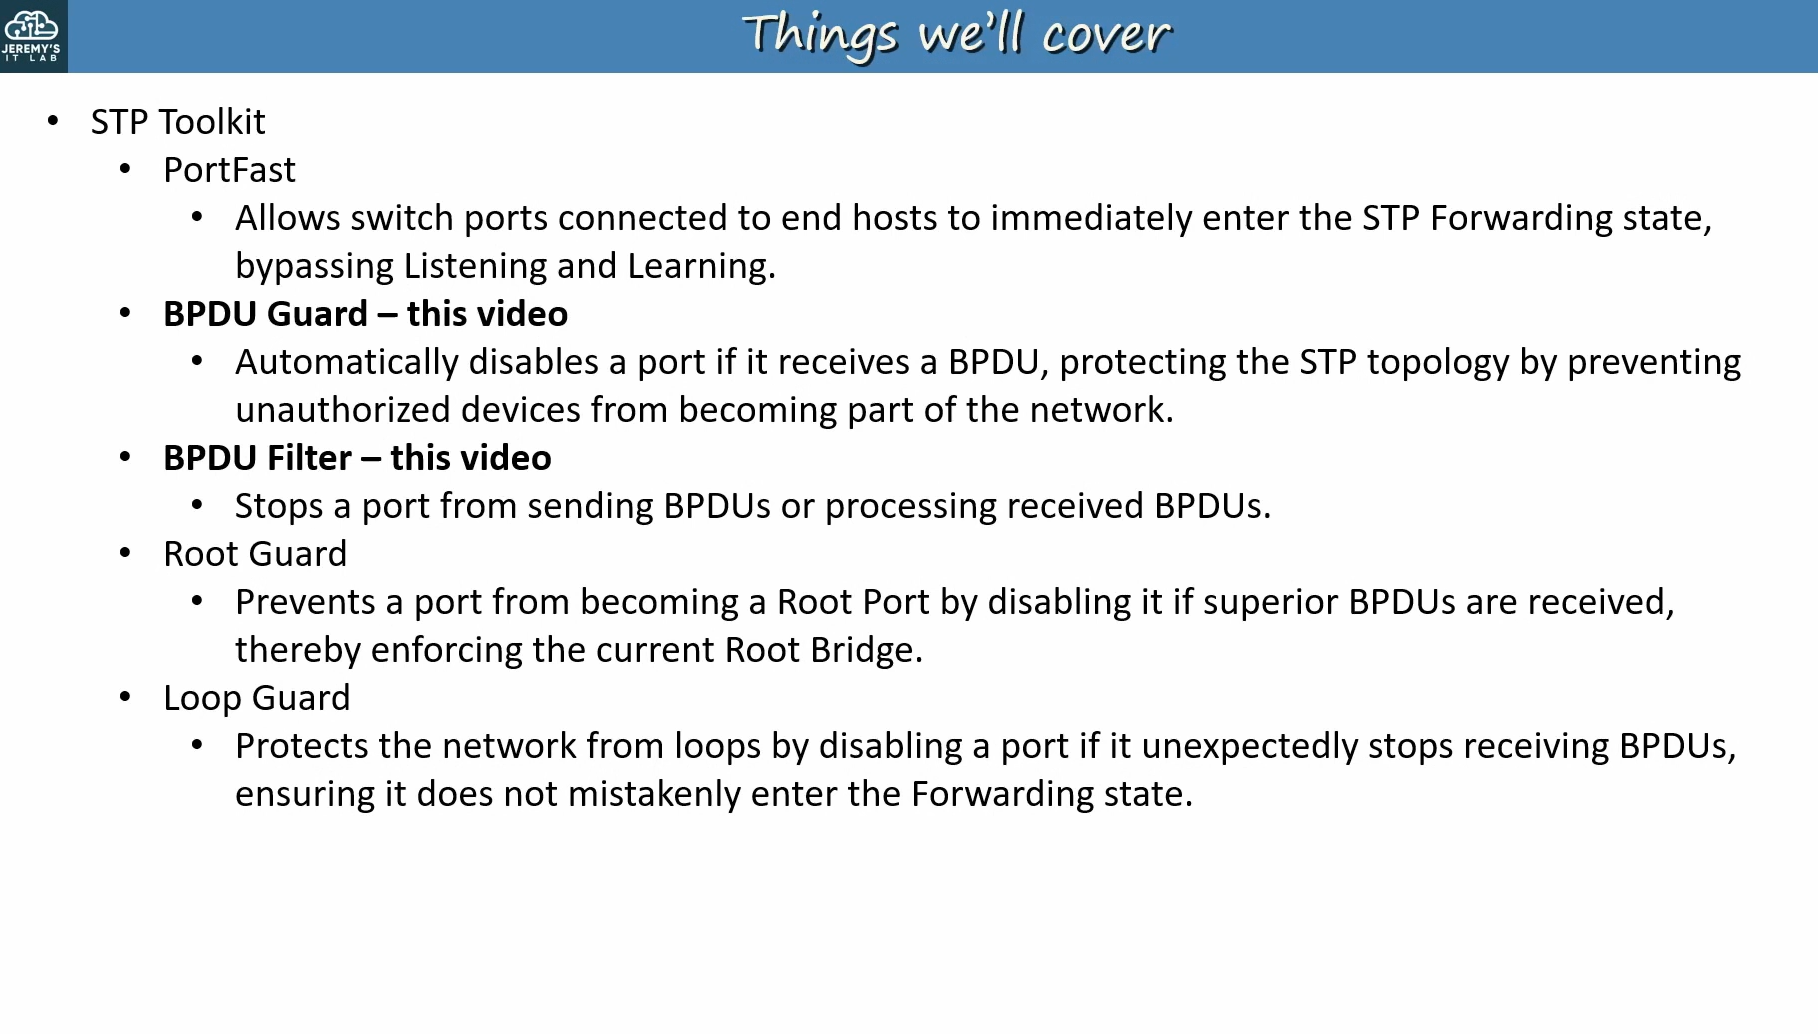 JEREMY'S
IT LAB
Things we'll cover
• STP Toolkit
• PortFast
• Allows switch ports connected to end hosts to immediately enter the STP Forwarding state,
bypassing Listening and Learning.
• BPDU Guard – this video
• Automatically disables a port if it receives a BPDU, protecting the STP topology by preventing
unauthorized devices from becoming part of the network.
• BPDU Filter – this video
• Stops a port from sending BPDUs or processing received BPDUs.
• Root Guard
• Prevents a port from becoming a Root Port by disabling it if superior BPDUs are received,
thereby enforcing the current Root Bridge.
• Loop Guard
• Protects the network from loops by disabling a port if it unexpectedly stops receiving BPDUs,
ensuring it does not mistakenly enter the Forwarding state.